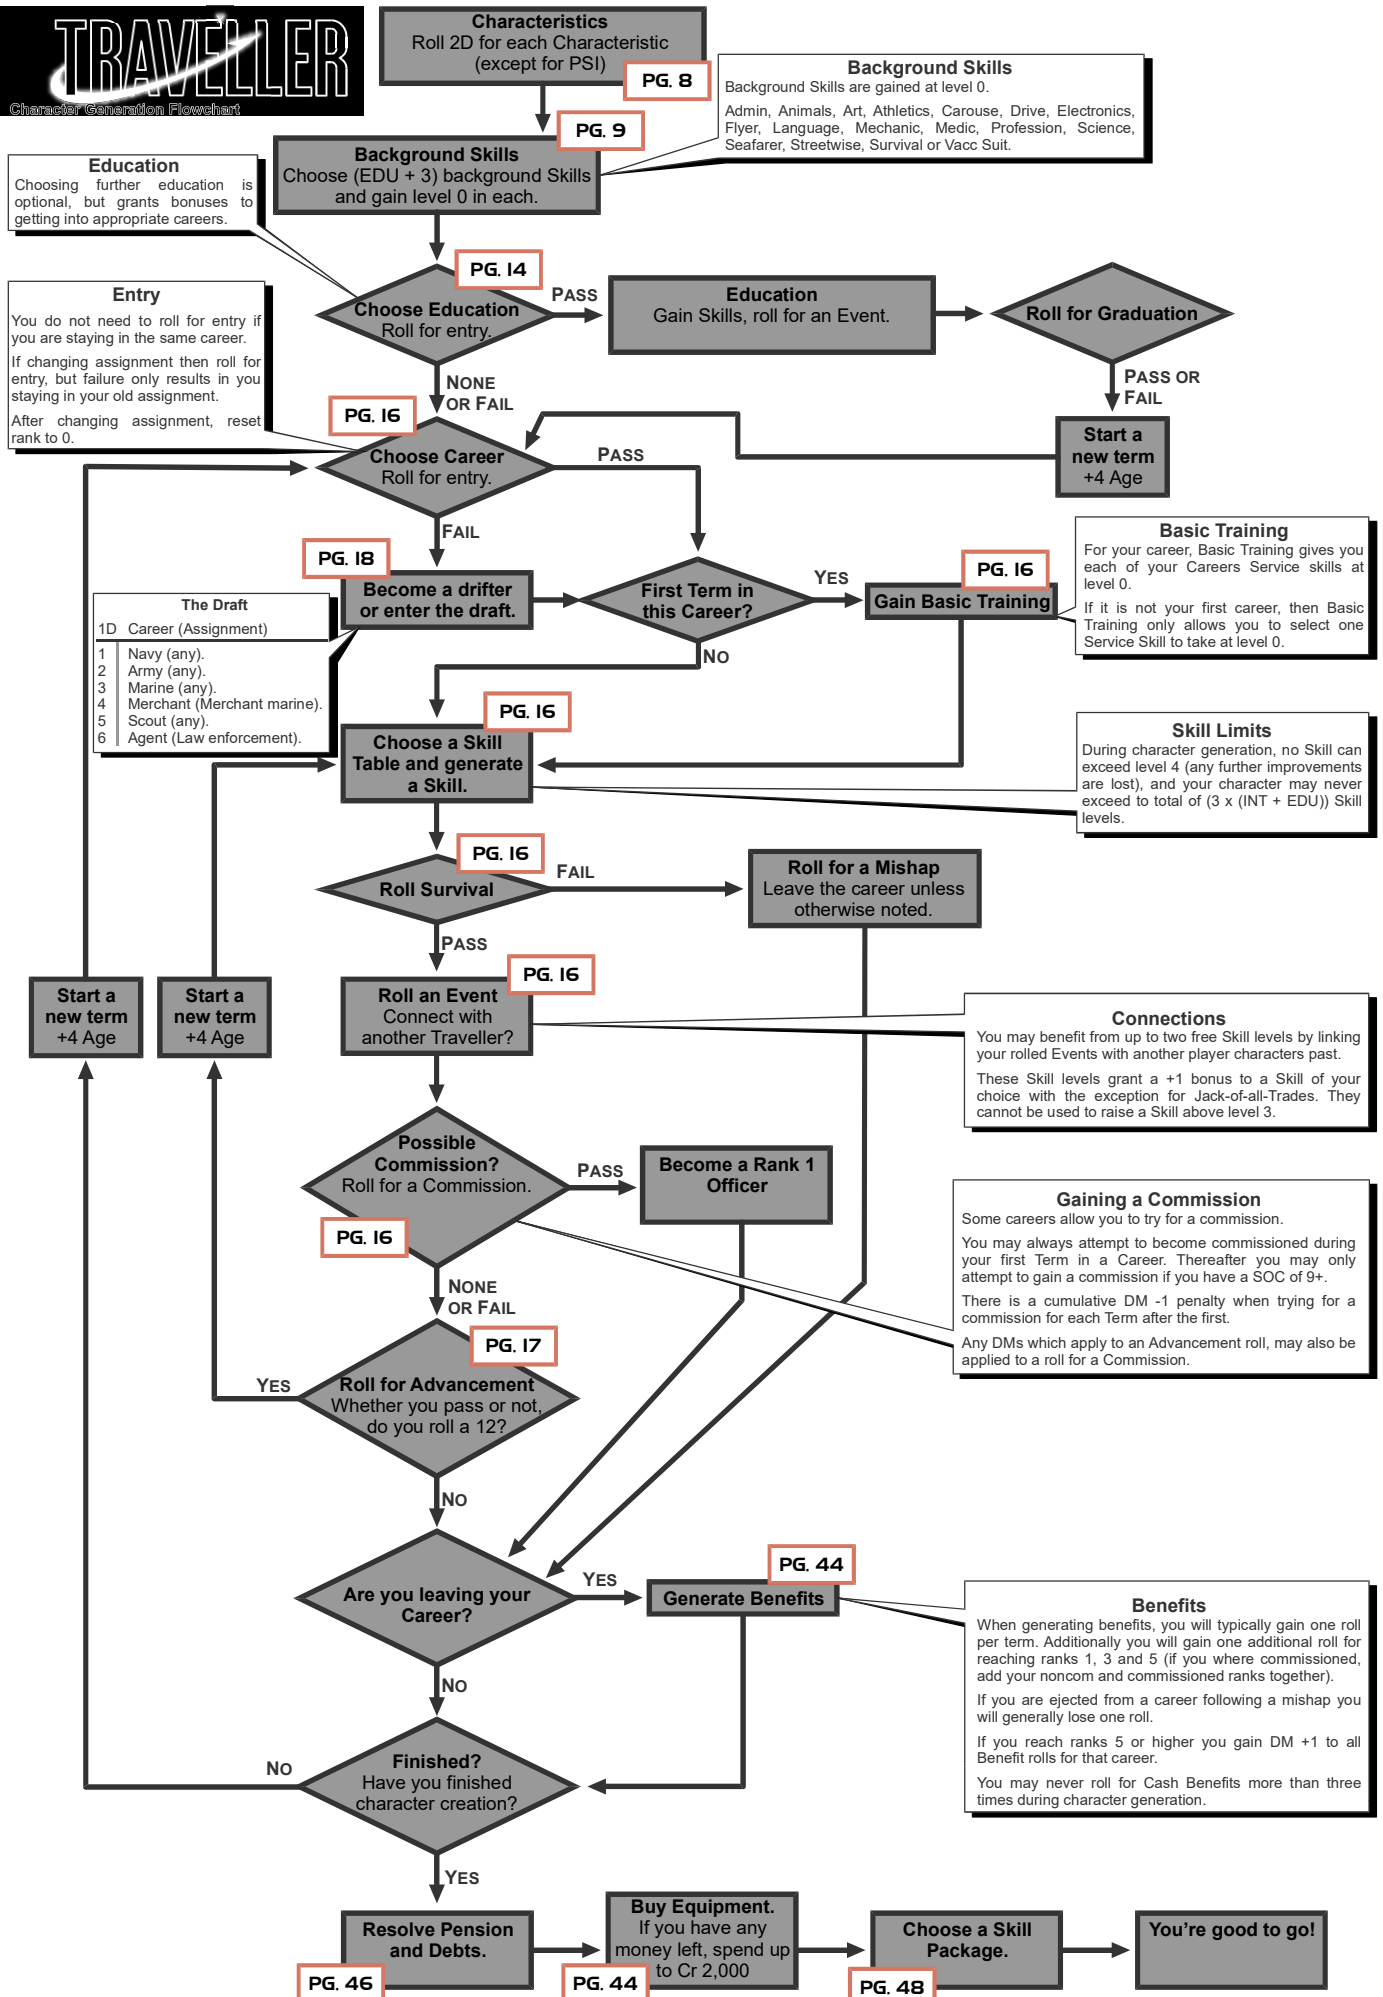 TRAVELLER
Character Generation Flowchart
Characteristics
Roll 2D for each Characteristic
(except for PSI)
PG. 8
Background Skills
Background Skills are gained at level 0.
Admin, Animals, Art, Athletics, Carouse, Drive, Electronics,
Flyer, Language, Mechanic, Medic, Profession, Science,
Seafarer, Streetwise, Survival or Vacc Suit.
PG. 9
Background Skills
Choose (EDU + 3) background Skills
and gain level 0 in each.
Education
Choosing further education is
optional, but grants bonuses to
getting into appropriate careers.
PG. 14
Choose Education
Roll for entry.
PASS
Education
Gain Skills, roll for an Event.
Roll for Graduation
PASS OR
FAIL
Start a
new term
+4 Age
Entry
You do not need to roll for entry if
you are staying in the same career.
If changing assignment then roll for
entry, but failure only results in you
staying in your old assignment.
After changing assignment, reset
rank to 0.
NONE
OR FAIL
PG. 16
Choose Career
Roll for entry.
PASS
FAIL
PG. 18
Become a drifter
or enter the draft.
First Term in
this Career?
YES
NO
PG. 16
Gain Basic Training
Basic Training
For your career, Basic Training gives you
each of your Careers Service skills at
level 0.
If it is not your first career, then Basic
Training only allows you to select one
Service Skill to take at level 0.
The Draft
1D Career (Assignment)
1 Navy (any).
2 Army (any).
3 Marine (any).
4 Merchant (Merchant marine).
5 Scout (any).
6 Agent (Law enforcement).
PG. 16
Choose a Skill
Table and generate
a Skill.
Skill Limits
During character generation, no Skill can
exceed level 4 (any further improvements
are lost), and your character may never
exceed to total of (3 x (INT + EDU)) Skill
levels.
PG. 16
Roll Survival
FAIL
Roll for a Mishap
Leave the career unless
otherwise noted.
PASS
PG. 16
Roll an Event
Connect with
another Traveller?
Start a
new term
+4 Age
Start a
new term
+4 Age
Connections
You may benefit from up to two free Skill levels by linking
your rolled Events with another player characters past.
These Skill levels grant a +1 bonus to a Skill of your
choice with the exception for Jack-of-all-Trades. They
cannot be used to raise a Skill above level 3.
Possible
Commission?
Roll for a Commission.
PG. 16
PASS
Become a Rank 1
Officer
Gaining a Commission
Some careers allow you to try for a commission.
You may always attempt to become commissioned during
your first Term in a Career. Thereafter you may only
attempt to gain a commission if you have a SOC of 9+.
There is a cumulative DM -1 penalty when trying for a
commission for each Term after the first.
Any DMs which apply to an Advancement roll, may also be
applied to a roll for a Commission.
NONE
OR FAIL
PG. 17
Roll for Advancement
Whether you pass or not,
do you roll a 12?
YES
NO
Are you leaving your
Career?
YES
PG. 44
Generate Benefits
Benefits
When generating benefits, you will typically gain one roll
per term. Additionally you will gain one additional roll for
reaching ranks 1, 3 and 5 (if you where commissioned,
add your noncom and commissioned ranks together).
If you are ejected from a career following a mishap you
will generally lose one roll.
If you reach ranks 5 or higher you gain DM +1 to all
Benefit rolls for that career.
You may never roll for Cash Benefits more than three
times during character generation.
NO
Finished?
Have you finished
character creation?
NO
YES
Resolve Pension
and Debts.
PG. 46
Buy Equipment.
If you have any
money left, spend up
to Cr 2,000
PG. 44
Choose a Skill
Package.
PG. 48
You're good to go!